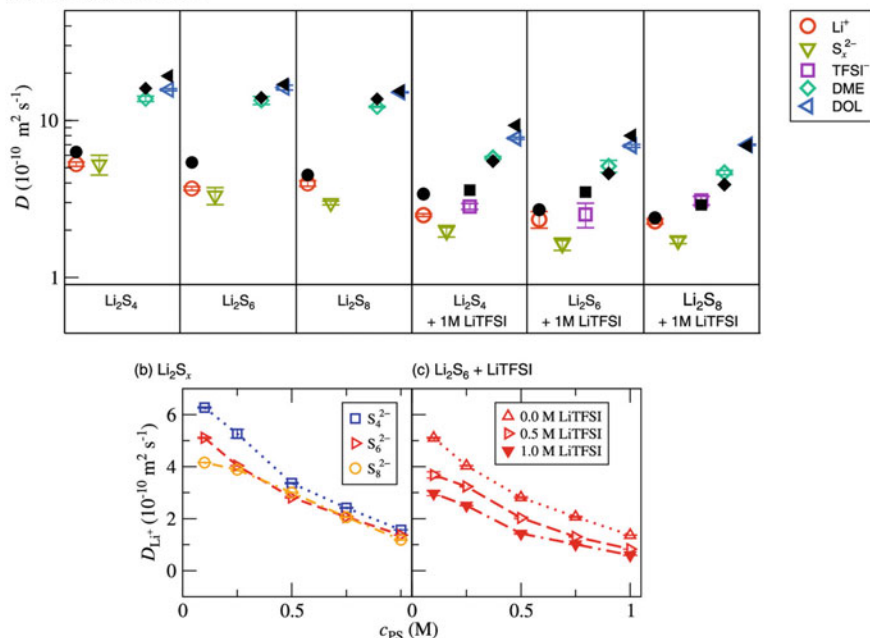 D (10⁻¹⁰ m² s⁻¹)
10
1
Li₂S₄
Li₂S₆
Li₂S₈
Li₂S₄
+ 1M LiTFSI
Li₂S₆
+ 1M LiTFSI
Li₂S₈
+ 1M LiTFSI
Li⁺
Sₓ²⁻
TFSI⁻
DME
DOL
(b) Li₂Sₓ
(c) Li₂S₆ + LiTFSI
D_Li⁺ (10⁻¹⁰ m² s⁻¹)
6
4
2
0
S₄²⁻
S₆²⁻
S₈²⁻
0.0 M LiTFSI
0.5 M LiTFSI
1.0 M LiTFSI
0
0.5
0
0.5
1
c_PS (M)